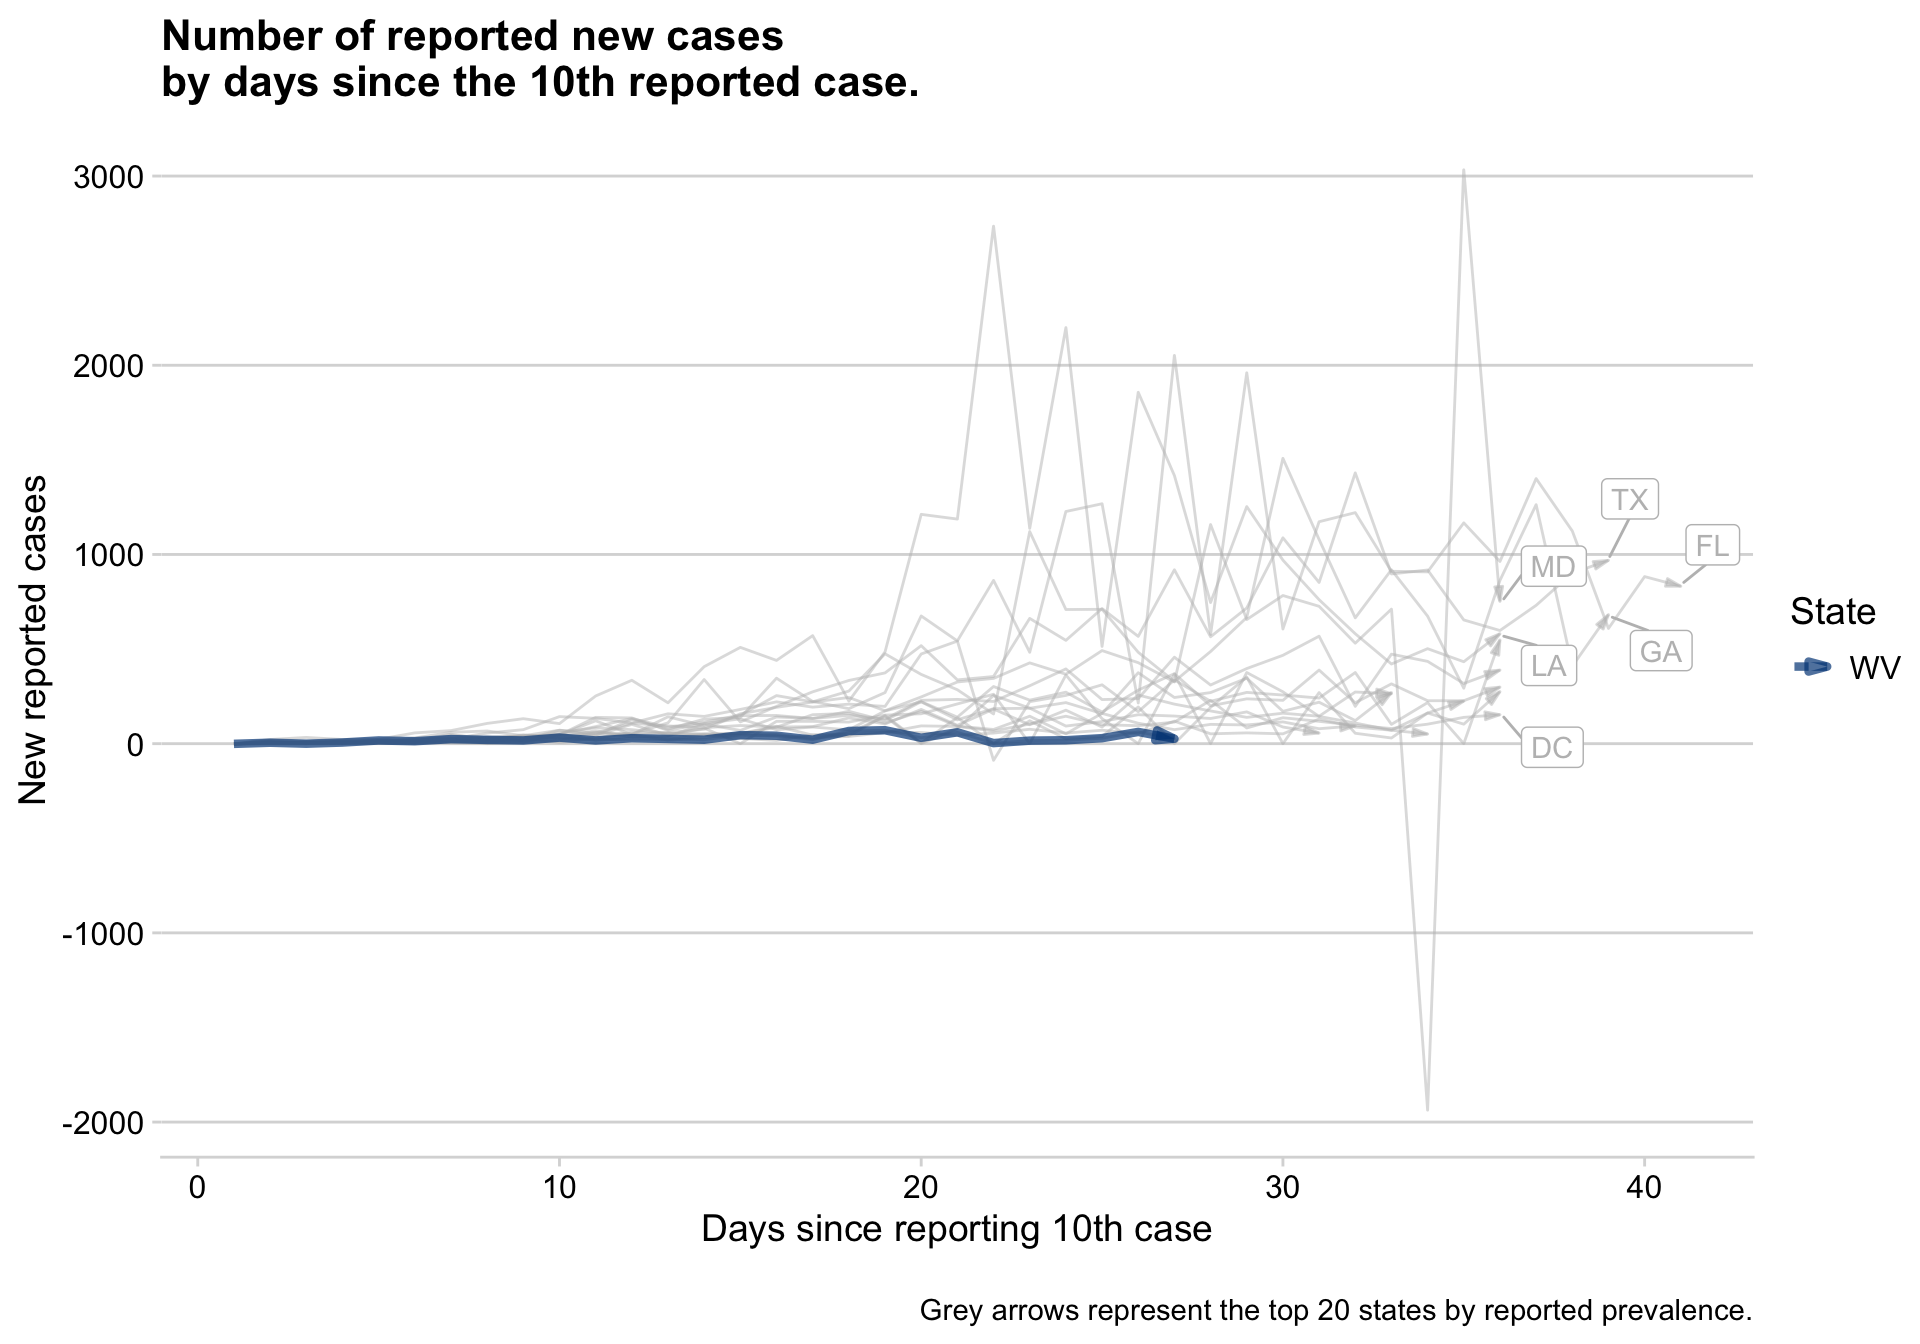 Number of reported new cases
by days since the 10th reported case.
3000
2000
1000
0
-1000
-2000
New reported cases
TX
FL
MD
GA
LA
DC
State
WV
0
10
20
30
40
Days since reporting 10th case
Grey arrows represent the top 20 states by reported prevalence.